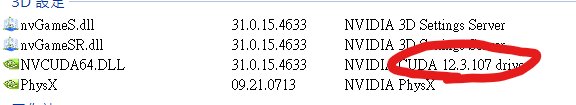 3D 設定
nvGameS.dll 31.0.15.4633 NVIDIA 3D Settings Server
nvGameSR.dll 31.0.15.4633 NVIDIA 3D Settings Server
NVCUDA64.DLL 31.0.15.4633 NVIDIA CUDA 12.3.107 driver
PhysX 09.21.0713 NVIDIA PhysX